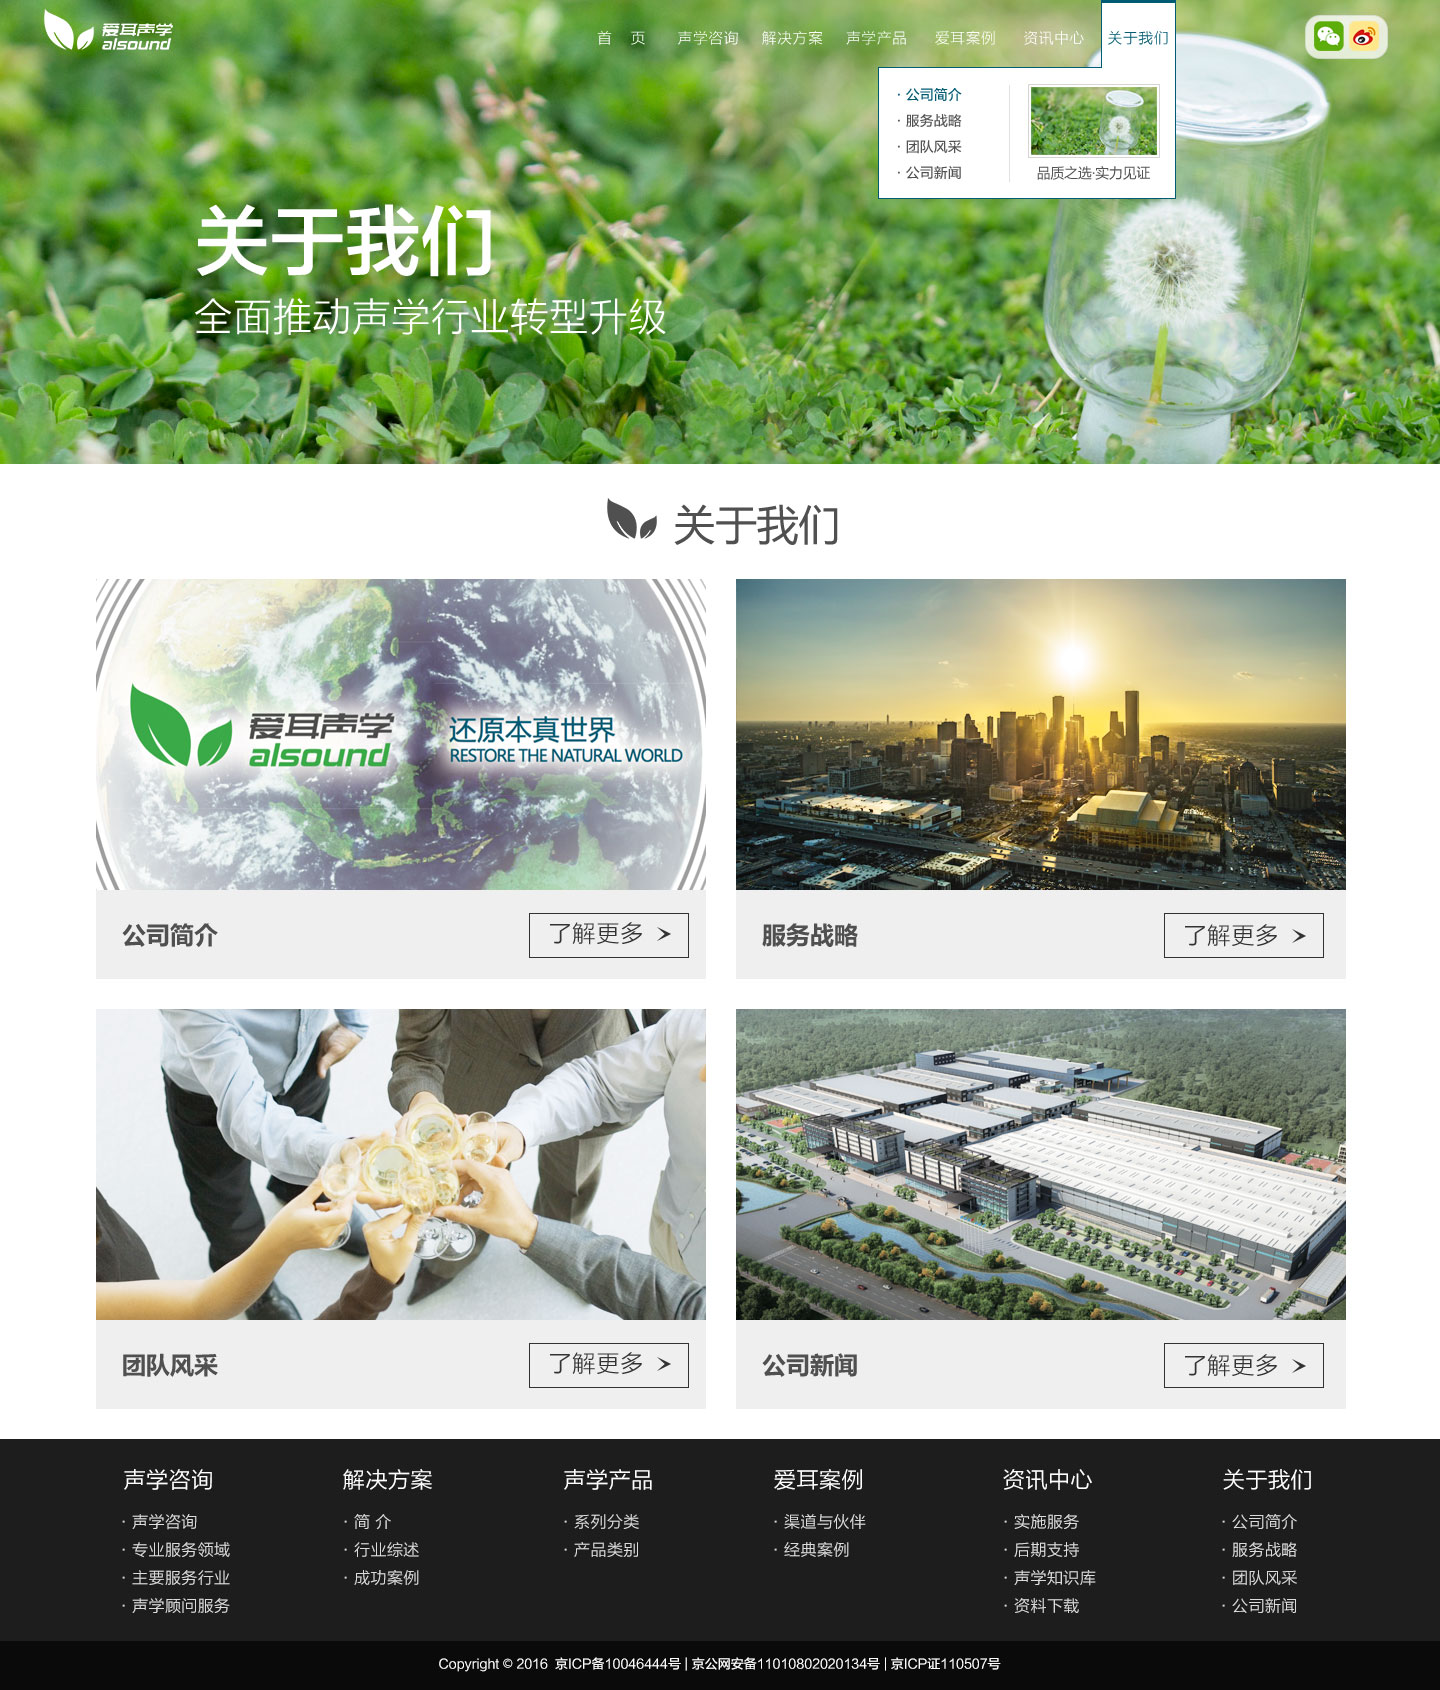 爱耳声学
alsound
首 页 声学咨询 解决方案 声学产品 爱耳案例 资讯中心 关于我们
· 公司简介
· 服务战略
· 团队风采
· 公司新闻
品质之选·实力见证
关于我们
全面推动声学行业转型升级
关于我们
爱耳声学
alsound
还原本真世界
RESTORE THE NATURAL WORLD
公司简介 了解更多 >
服务战略 了解更多 >
团队风采 了解更多 >
公司新闻 了解更多 >
声学咨询
· 声学咨询
· 专业服务领域
· 主要服务行业
· 声学顾问服务
解决方案
· 简 介
· 行业综述
· 成功案例
声学产品
· 系列分类
· 产品类别
爱耳案例
· 渠道与伙伴
· 经典案例
资讯中心
· 实施服务
· 后期支持
· 声学知识库
· 资料下载
关于我们
· 公司简介
· 服务战略
· 团队风采
· 公司新闻
Copyright © 2016 京ICP备10046444号 | 京公网安备11010802020134号 | 京ICP证110507号